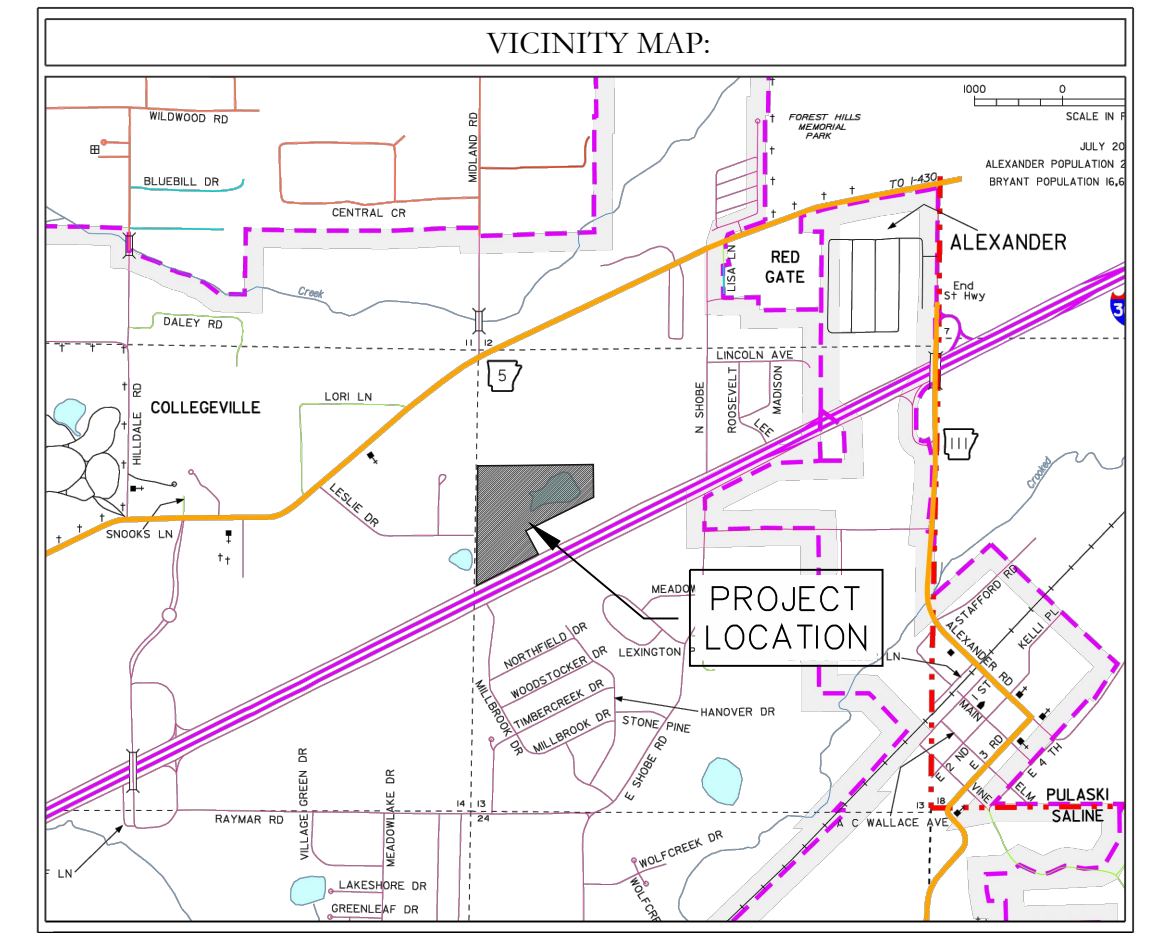 VICINITY MAP:
WILDWOOD RD
BLUEBILL DR
CENTRAL CR
MIDLAND RD
FOREST HILLS
MEMORIAL
PARK
1000
0
SCALE IN F
JULY 20
ALEXANDER POPULATION 2
BRYANT POPULATION 16,6
TO I-430
ALEXANDER
RED
GATE
LISA LN
End
St Hwy
Creek
DALEY RD
11
12
7
3
5
LINCOLN AVE
N SHOBE
ROOSEVELT
MADISON
LEE
COLLEGEVILLE
HILLDALE RD
LORI LN
111
LESLIE DR
SNOOKS LN
Crooked
PROJECT
LOCATION
MEADOW
LEXINGTON P
NORTHFIELD DR
WOODSTOCKER DR
TIMBERCREEK DR
MILLBROOK DR
MILLBROOK DR
HANOVER DR
STONE PINE
E SHOBE RD
STAFFORD RD
KELLI PL
ALEXANDER RD
LN
1 ST
MAIN
E 2 ND
E 3 RD
E 4 TH
VINE
ELM
PULASKI
SALINE
13
18
A C WALLACE AVE
14
13
24
RAYMAR RD
VILLAGE GREEN DR
MEADOWLAKE DR
F LN
LAKESHORE DR
GREENLEAF DR
WOLFCREEK DR
WOLFCRE